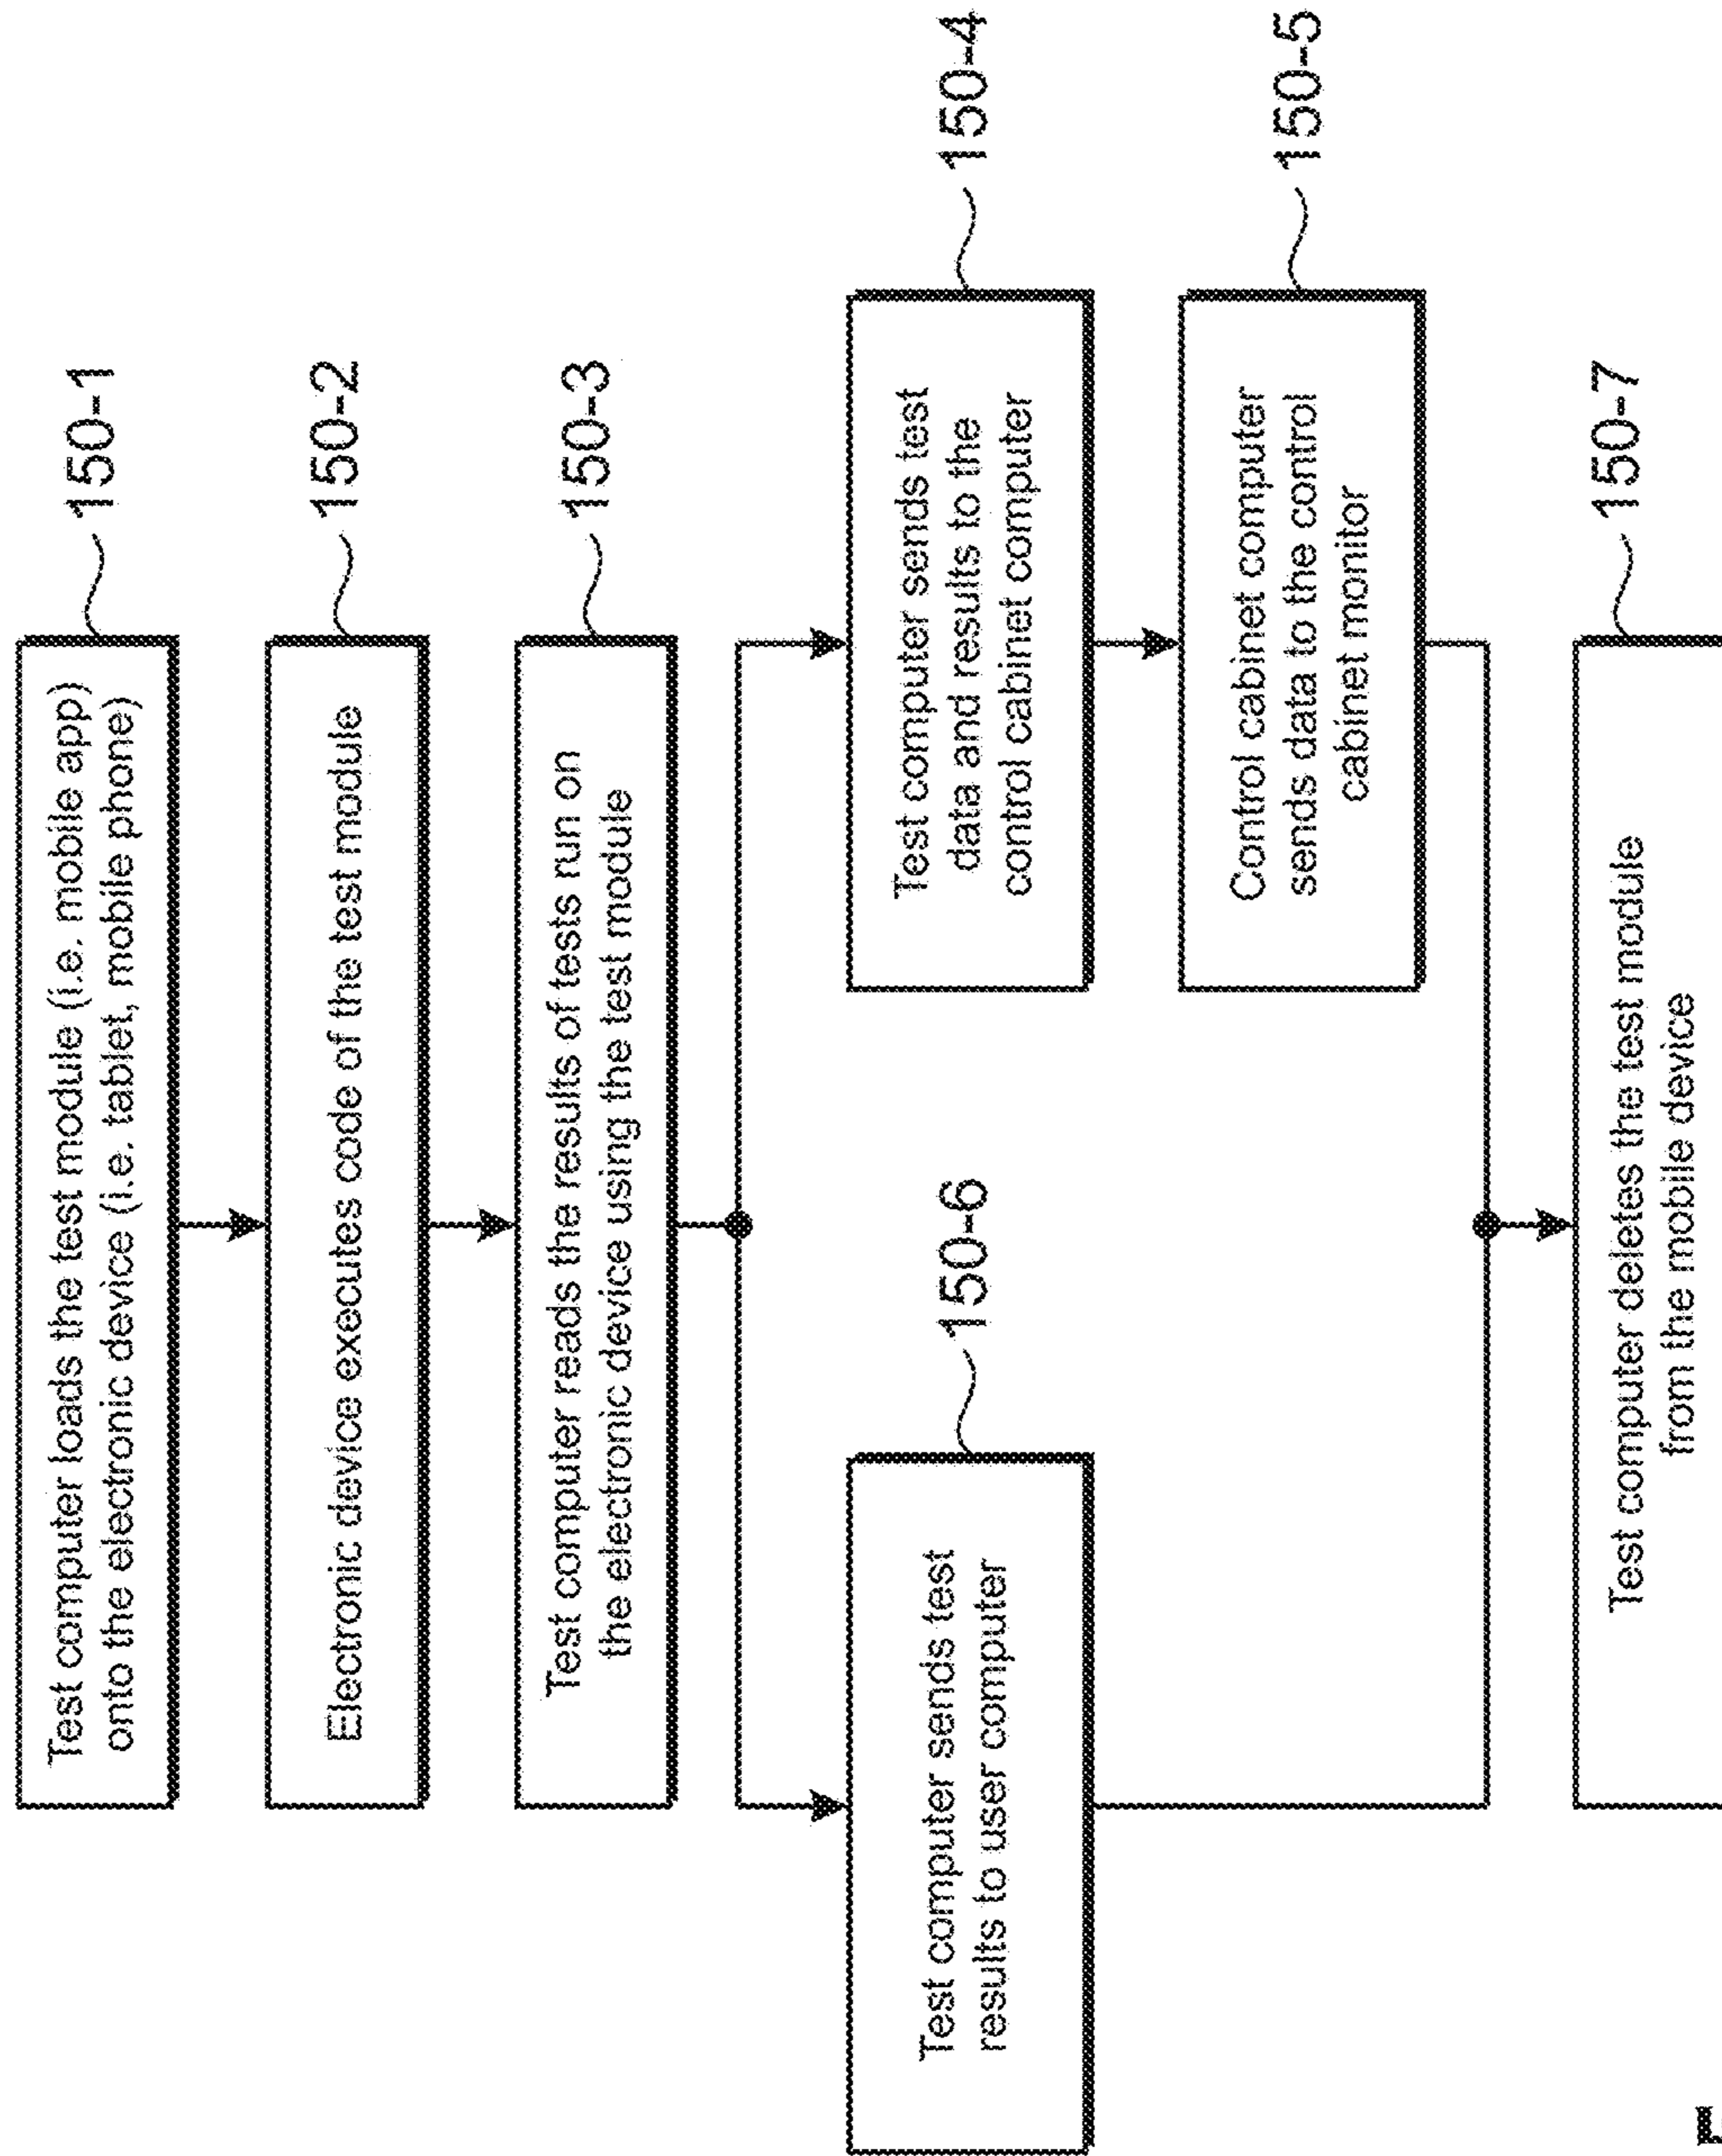 Test computer loads the test module (i.e. mobile app)
onto the electronic device (i.e. tablet, mobile phone)
150-1
Electronic device executes code of the test module
150-2
Test computer reads the results of tests run on
the electronic device using the test module
150-3
Test computer sends test
results to user computer
150-6
Test computer sends test
data and results to the
control cabinet computer
150-4
Control cabinet computer
sends data to the control
cabinet monitor
150-5
Test computer deletes the test module
from the mobile device
150-7